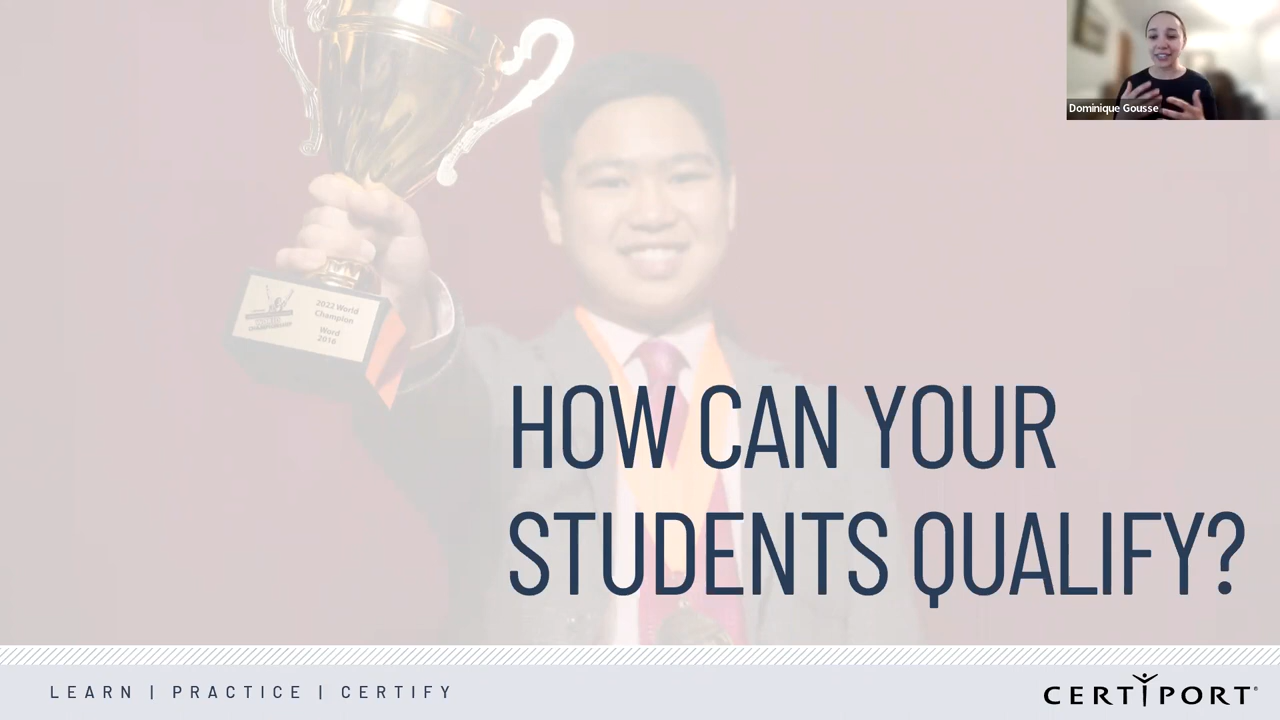 Dominique Gousse
2022 World
Champion
Word
2016
HOW CAN YOUR
STUDENTS QUALIFY?
LEARN | PRACTICE | CERTIFY
CERTIPORT